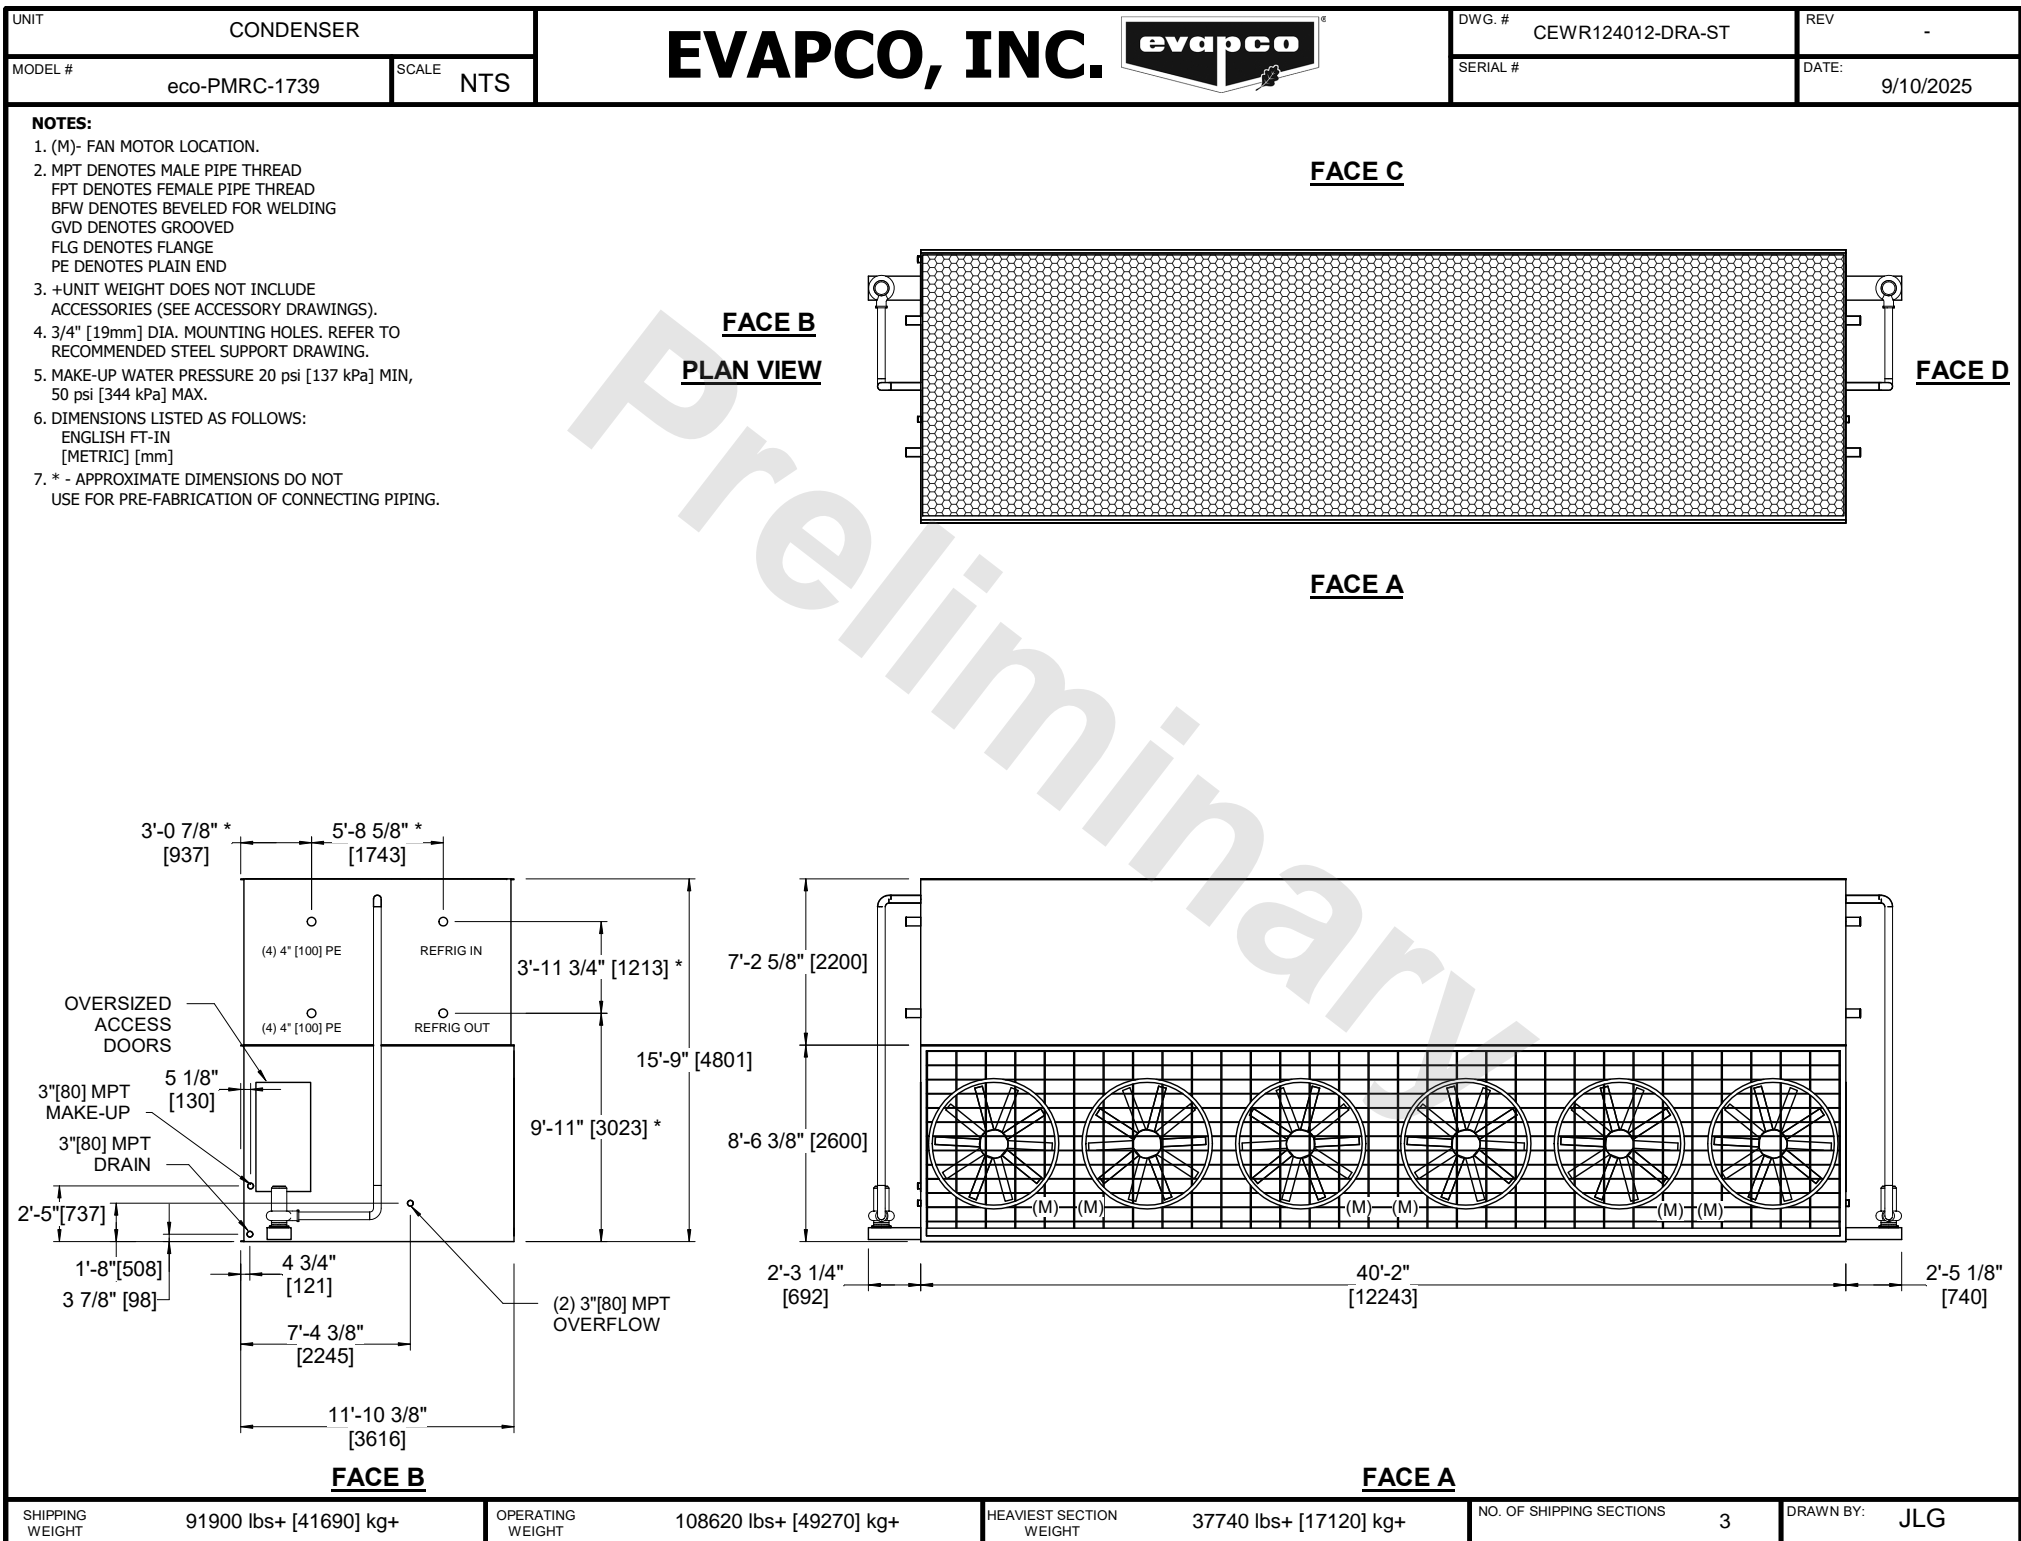 UNIT
CONDENSER
MODEL #
eco-PMRC-1739
SCALE
NTS
EVAPCO, INC.
evapco
®
DWG. #
CEWR124012-DRA-ST
REV
-
SERIAL #
DATE:
9/10/2025
NOTES:
1. (M)- FAN MOTOR LOCATION.
2. MPT DENOTES MALE PIPE THREAD
FPT DENOTES FEMALE PIPE THREAD
BFW DENOTES BEVELED FOR WELDING
GVD DENOTES GROOVED
FLG DENOTES FLANGE
PE DENOTES PLAIN END
3. +UNIT WEIGHT DOES NOT INCLUDE
ACCESSORIES (SEE ACCESSORY DRAWINGS).
4. 3/4" [19mm] DIA. MOUNTING HOLES. REFER TO
RECOMMENDED STEEL SUPPORT DRAWING.
5. MAKE-UP WATER PRESSURE 20 psi [137 kPa] MIN,
50 psi [344 kPa] MAX.
6. DIMENSIONS LISTED AS FOLLOWS:
ENGLISH FT-IN
[METRIC] [mm]
7. * - APPROXIMATE DIMENSIONS DO NOT
USE FOR PRE-FABRICATION OF CONNECTING PIPING.
FACE C
FACE B
PLAN VIEW
FACE D
FACE A
Preliminary
3'-0 7/8" *
[937]
5'-8 5/8" *
[1743]
(4) 4" [100] PE
REFRIG IN
3'-11 3/4" [1213] *
(4) 4" [100] PE
REFRIG OUT
OVERSIZED
ACCESS
DOORS
15'-9" [4801]
5 1/8"
[130]
3"[80] MPT
MAKE-UP
9'-11" [3023] *
3"[80] MPT
DRAIN
2'-5"[737]
1'-8"[508]
3 7/8" [98]
4 3/4"
[121]
(2) 3"[80] MPT
OVERFLOW
7'-4 3/8"
[2245]
11'-10 3/8"
[3616]
FACE B
7'-2 5/8" [2200]
8'-6 3/8" [2600]
(M) (M) (M) (M) (M) (M)
2'-3 1/4"
[692]
40'-2"
[12243]
2'-5 1/8"
[740]
FACE A
SHIPPING
WEIGHT
91900 lbs+ [41690] kg+
OPERATING
WEIGHT
108620 lbs+ [49270] kg+
HEAVIEST SECTION
WEIGHT
37740 lbs+ [17120] kg+
NO. OF SHIPPING SECTIONS
3
DRAWN BY:
JLG